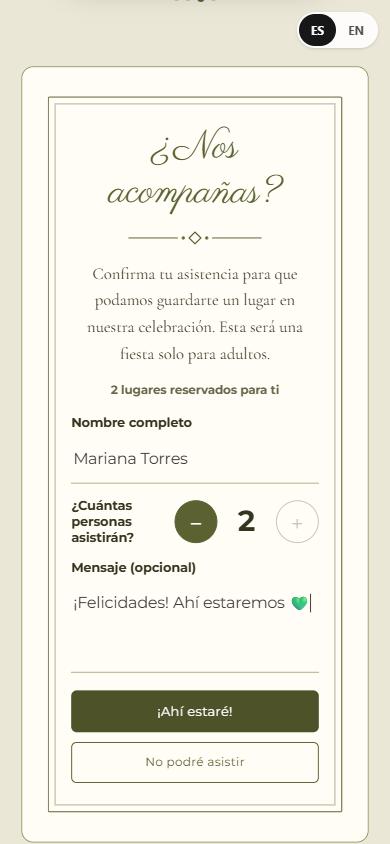 ES EN
¿Nos
acompañas?
Confirma tu asistencia para que
podamos guardarte un lugar en
nuestra celebración. Esta será una
fiesta solo para adultos.
2 lugares reservados para ti
Nombre completo
Mariana Torres
¿Cuántas
personas
asistirán?
− 2 +
Mensaje (opcional)
¡Felicidades! Ahí estaremos 💚
¡Ahí estaré!
No podré asistir